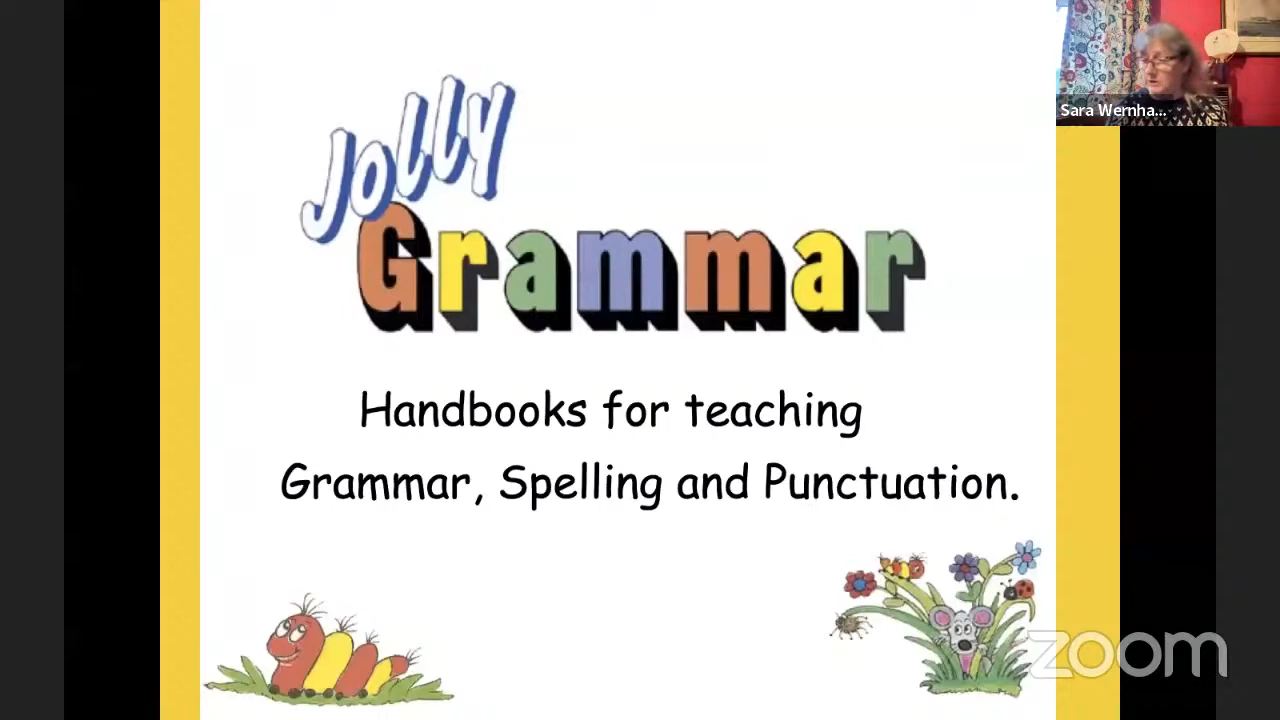 Sara Wernha...
Jolly
Grammar
Handbooks for teaching
Grammar, Spelling and Punctuation.
zoom